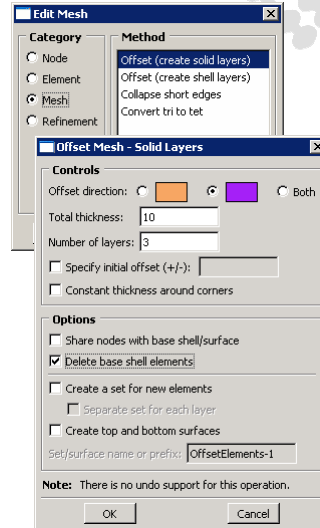 Edit Mesh
Category
Method
Node
Element
Mesh
Refinement
Offset (create solid layers)
Offset (create shell layers)
Collapse short edges
Convert tri to tet
Offset Mesh - Solid Layers
Controls
Offset direction:
Both
Total thickness: 10
Number of layers: 3
Specify initial offset (+/-):
Constant thickness around corners
Options
Share nodes with base shell/surface
Delete base shell elements
Create a set for new elements
Separate set for each layer
Create top and bottom surfaces
Set/surface name or prefix: OffsetElements-1
Note: There is no undo support for this operation.
OK
Cancel